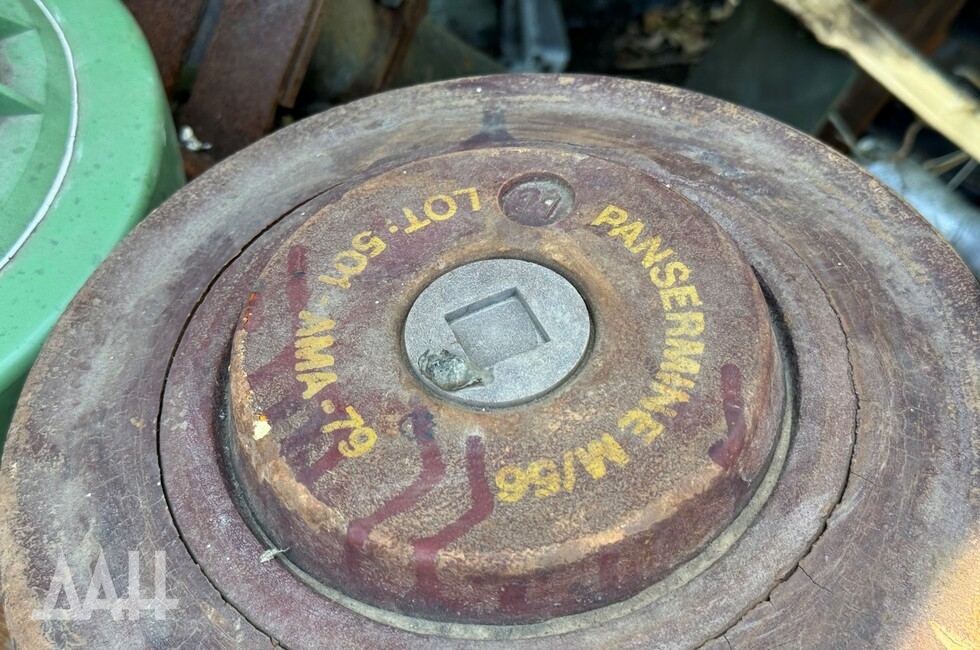 PANSERMINE M/56
LOT: 501 - AMA - 79
ДАН